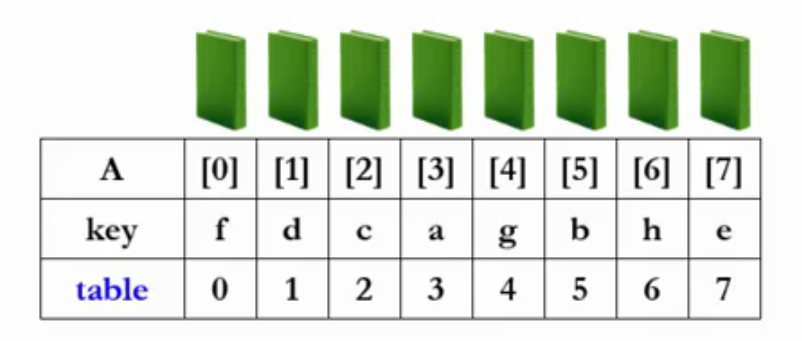 A [0] [1] [2] [3] [4] [5] [6] [7]
key f d c a g b h e
table 0 1 2 3 4 5 6 7